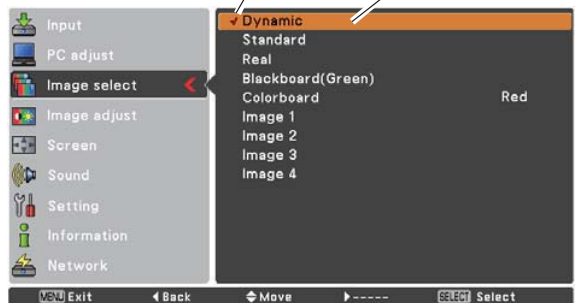 Input
PC adjust
Image select
Image adjust
Screen
Sound
Setting
Information
Network
Dynamic
Standard
Real
Blackboard(Green)
Colorboard Red
Image 1
Image 2
Image 3
Image 4
MENU Exit Back Move ----- SELECT Select